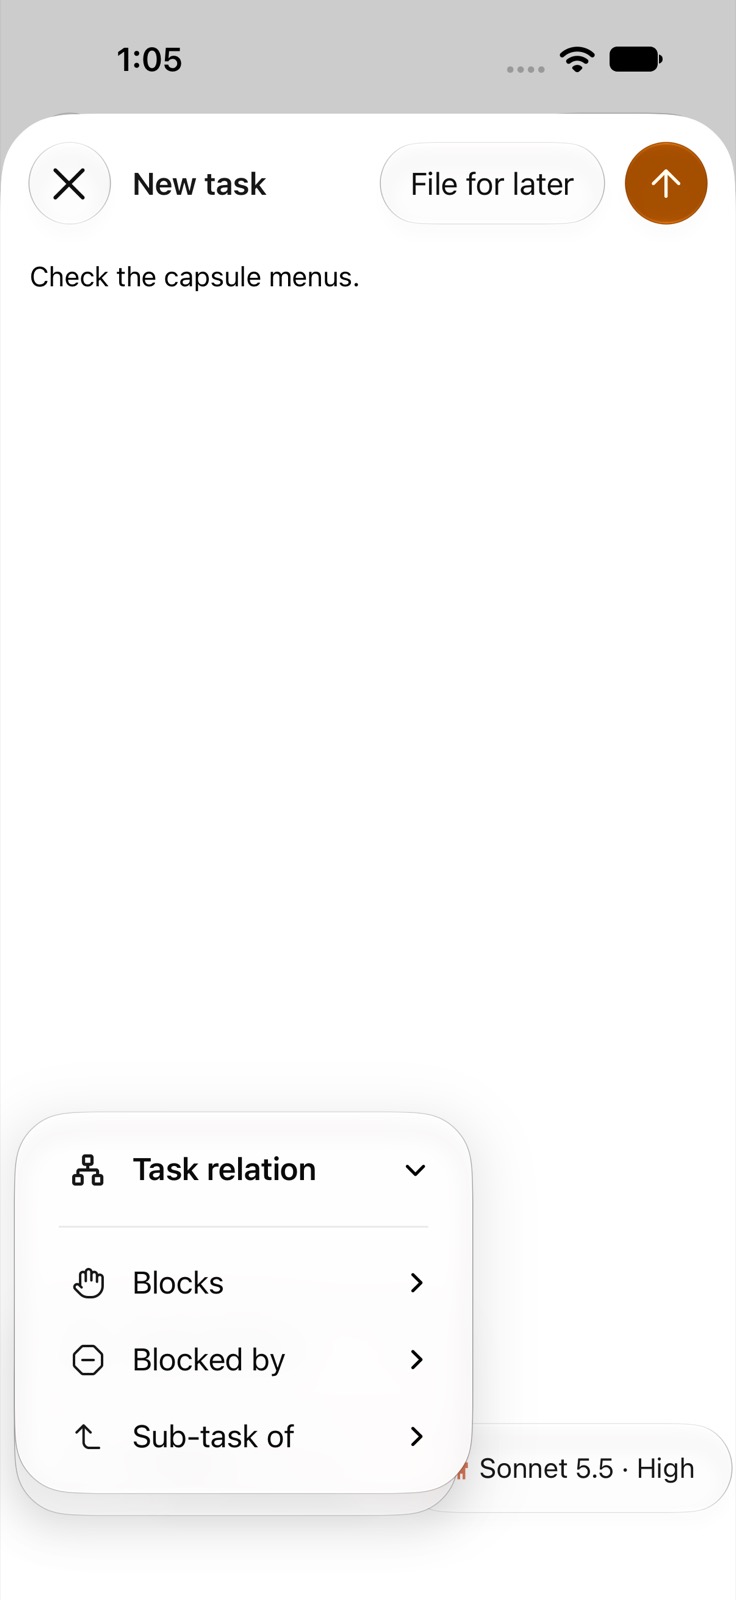 1:05
New task
File for later
Check the capsule menus.
Task relation
Blocks
Blocked by
Sub-task of
Sonnet 5.5 · High